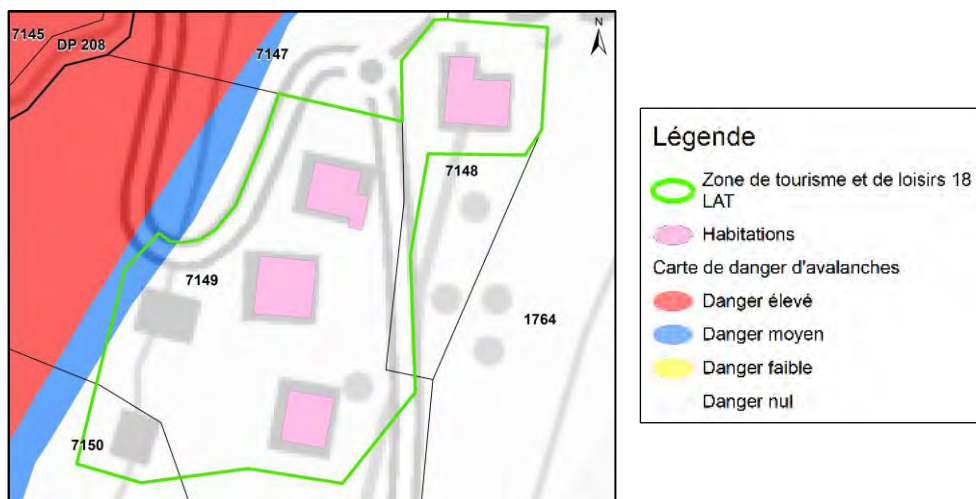 N
7145
DP 208
7147
7148
7149
1764
7150
Légende
Zone de tourisme et de loisirs 18
LAT
Habitations
Carte de danger d'avalanches
Danger élevé
Danger moyen
Danger faible
Danger nul